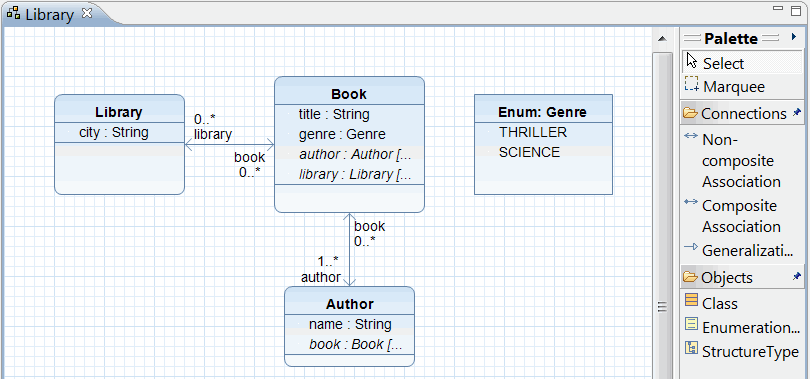 Library
Library
city : String
0..*
library
book
0..*
Book
title : String
genre : Genre
author : Author [...
library : Library [...
Enum: Genre
THRILLER
SCIENCE
book
0..*
1..*
author
Author
name : String
book : Book [...
Palette
Select
Marquee
Connections
Non-
composite
Association
Composite
Association
Generalizati...
Objects
Class
Enumeration...
StructureType